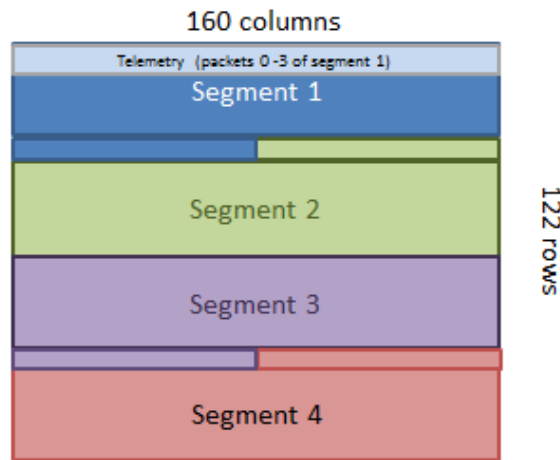 160 columns
Telemetry (packets 0 -3 of segment 1)
Segment 1
Segment 2
122 rows
Segment 3
Segment 4